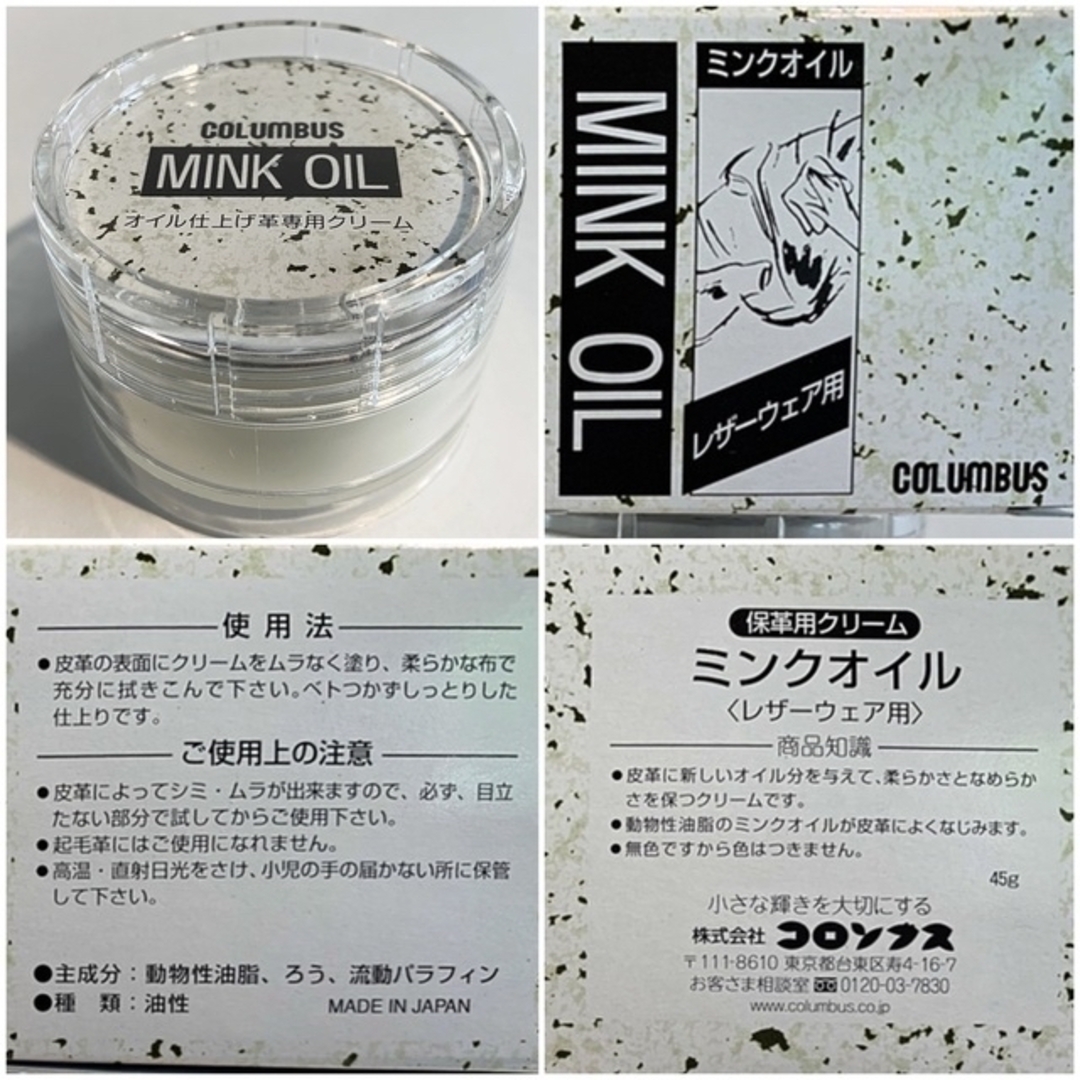 COLUMBUS
MINK OIL
オイル仕上げ革専用クリーム
MINK OIL
ミンクオイル
レザーウェア用
COLUMBUS
使用法
●皮革の表面にクリームをムラなく塗り、柔らかな布で
充分に拭きこんで下さい。ベトつかずしっとりした
仕上りです。
ご使用上の注意
●皮革によってシミ・ムラが出来ますので、必ず、目立
たない部分で試してからご使用下さい。
●起毛革にはご使用になれません。
●高温・直射日光をさけ、小児の手の届かない所に保管
して下さい。
●主成分：動物性油脂、ろう、流動パラフィン
●種　類：油性 MADE IN JAPAN
保革用クリーム
ミンクオイル
〈レザーウェア用〉
商品知識
●皮革に新しいオイル分を与えて、柔らかさとなめらか
さを保つクリームです。
●動物性油脂のミンクオイルが皮革によくなじみます。
●無色ですから色はつきません。
45g
小さな輝きを大切にする
株式会社 コロンブス
〒111-8610 東京都台東区寿4-16-7
お客さま相談室 0120-03-7830
www.columbus.co.jp